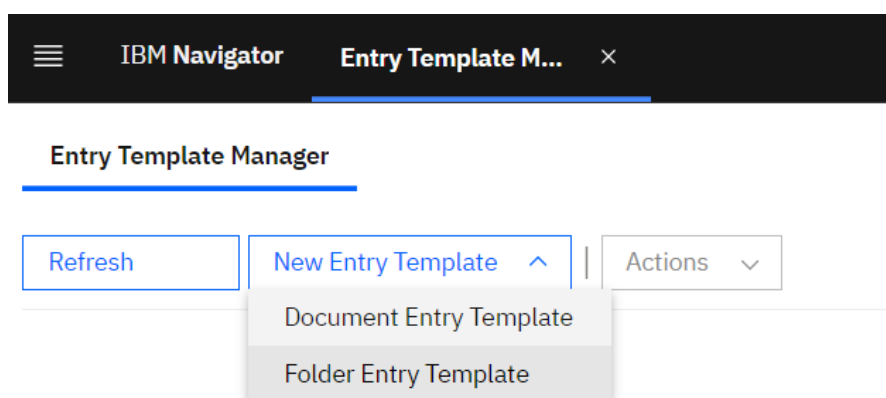 IBM Navigator Entry Template M... ×
Entry Template Manager
Refresh New Entry Template | Actions
Document Entry Template
Folder Entry Template